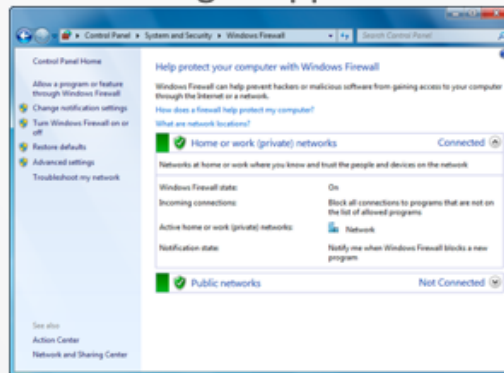 Control Panel ▸ System and Security ▸ Windows Firewall
Search Control Panel
Control Panel Home
Allow a program or feature
through Windows Firewall
Change notification settings
Turn Windows Firewall on or
off
Restore defaults
Advanced settings
Troubleshoot my network
See also
Action Center
Network and Sharing Center
Help protect your computer with Windows Firewall
Windows Firewall can help prevent hackers or malicious software from gaining access to your computer
through the Internet or a network.
How does a firewall help protect my computer?
What are network locations?
Home or work (private) networks Connected
Networks at home or work where you know and trust the people and devices on the network
Windows Firewall state: On
Incoming connections: Block all connections to programs that are not on
the list of allowed programs
Active home or work (private) networks: Network
Notification state: Notify me when Windows Firewall blocks a new
program
Public networks Not Connected